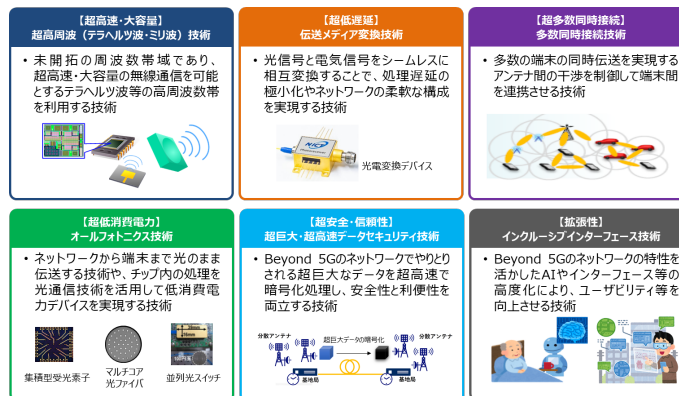 【超高速・大容量】
超高周波（テラヘルツ波・ミリ波）技術
• 未開拓の周波数帯域であり、
超高速・大容量の無線通信を可能
とするテラヘルツ波等の高周波数帯
を利用する技術
【超低遅延】
伝送メディア変換技術
• 光信号と電気信号をシームレスに
相互変換することで、処理遅延の
極小化やネットワークの柔軟な構成
を実現する技術
NICT
光電変換デバイス
【超多数同時接続】
多数同時接続技術
• 多数の端末の同時伝送を実現する
アンテナ間の干渉を制御して端末間
を連携させる技術
【超低消費電力】
オールフォトニクス技術
• ネットワークから端末まで光のまま
伝送する技術や、チップ内の処理を
光通信技術を活用して低消費電
力デバイスを実現する技術
集積型受光素子
マルチコア
光ファイバ
並列光スイッチ
【超安全・信頼性】
超巨大・超高速データセキュリティ技術
• Beyond 5Gのネットワークでやりとり
される超巨大なデータを超高速で
暗号化処理し、安全性と利便性を
両立する技術
分散アンテナ
超巨大データの暗号化
分散アンテナ
基地局
基地局
【拡張性】
インクルーシブインターフェース技術
• Beyond 5Gのネットワークの特性を
活かしたAIやインターフェース等の
高度化により、ユーザビリティ等を
向上させる技術